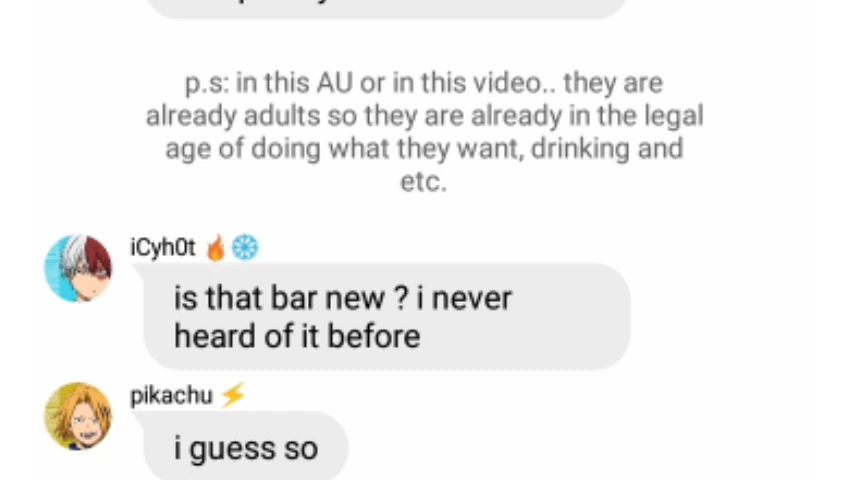 p.s: in this AU or in this video.. they are
already adults so they are already in the legal
age of doing what they want, drinking and
etc.
iCyh0t 🔥❄️
is that bar new ? i never
heard of it before
pikachu ⚡
i guess so